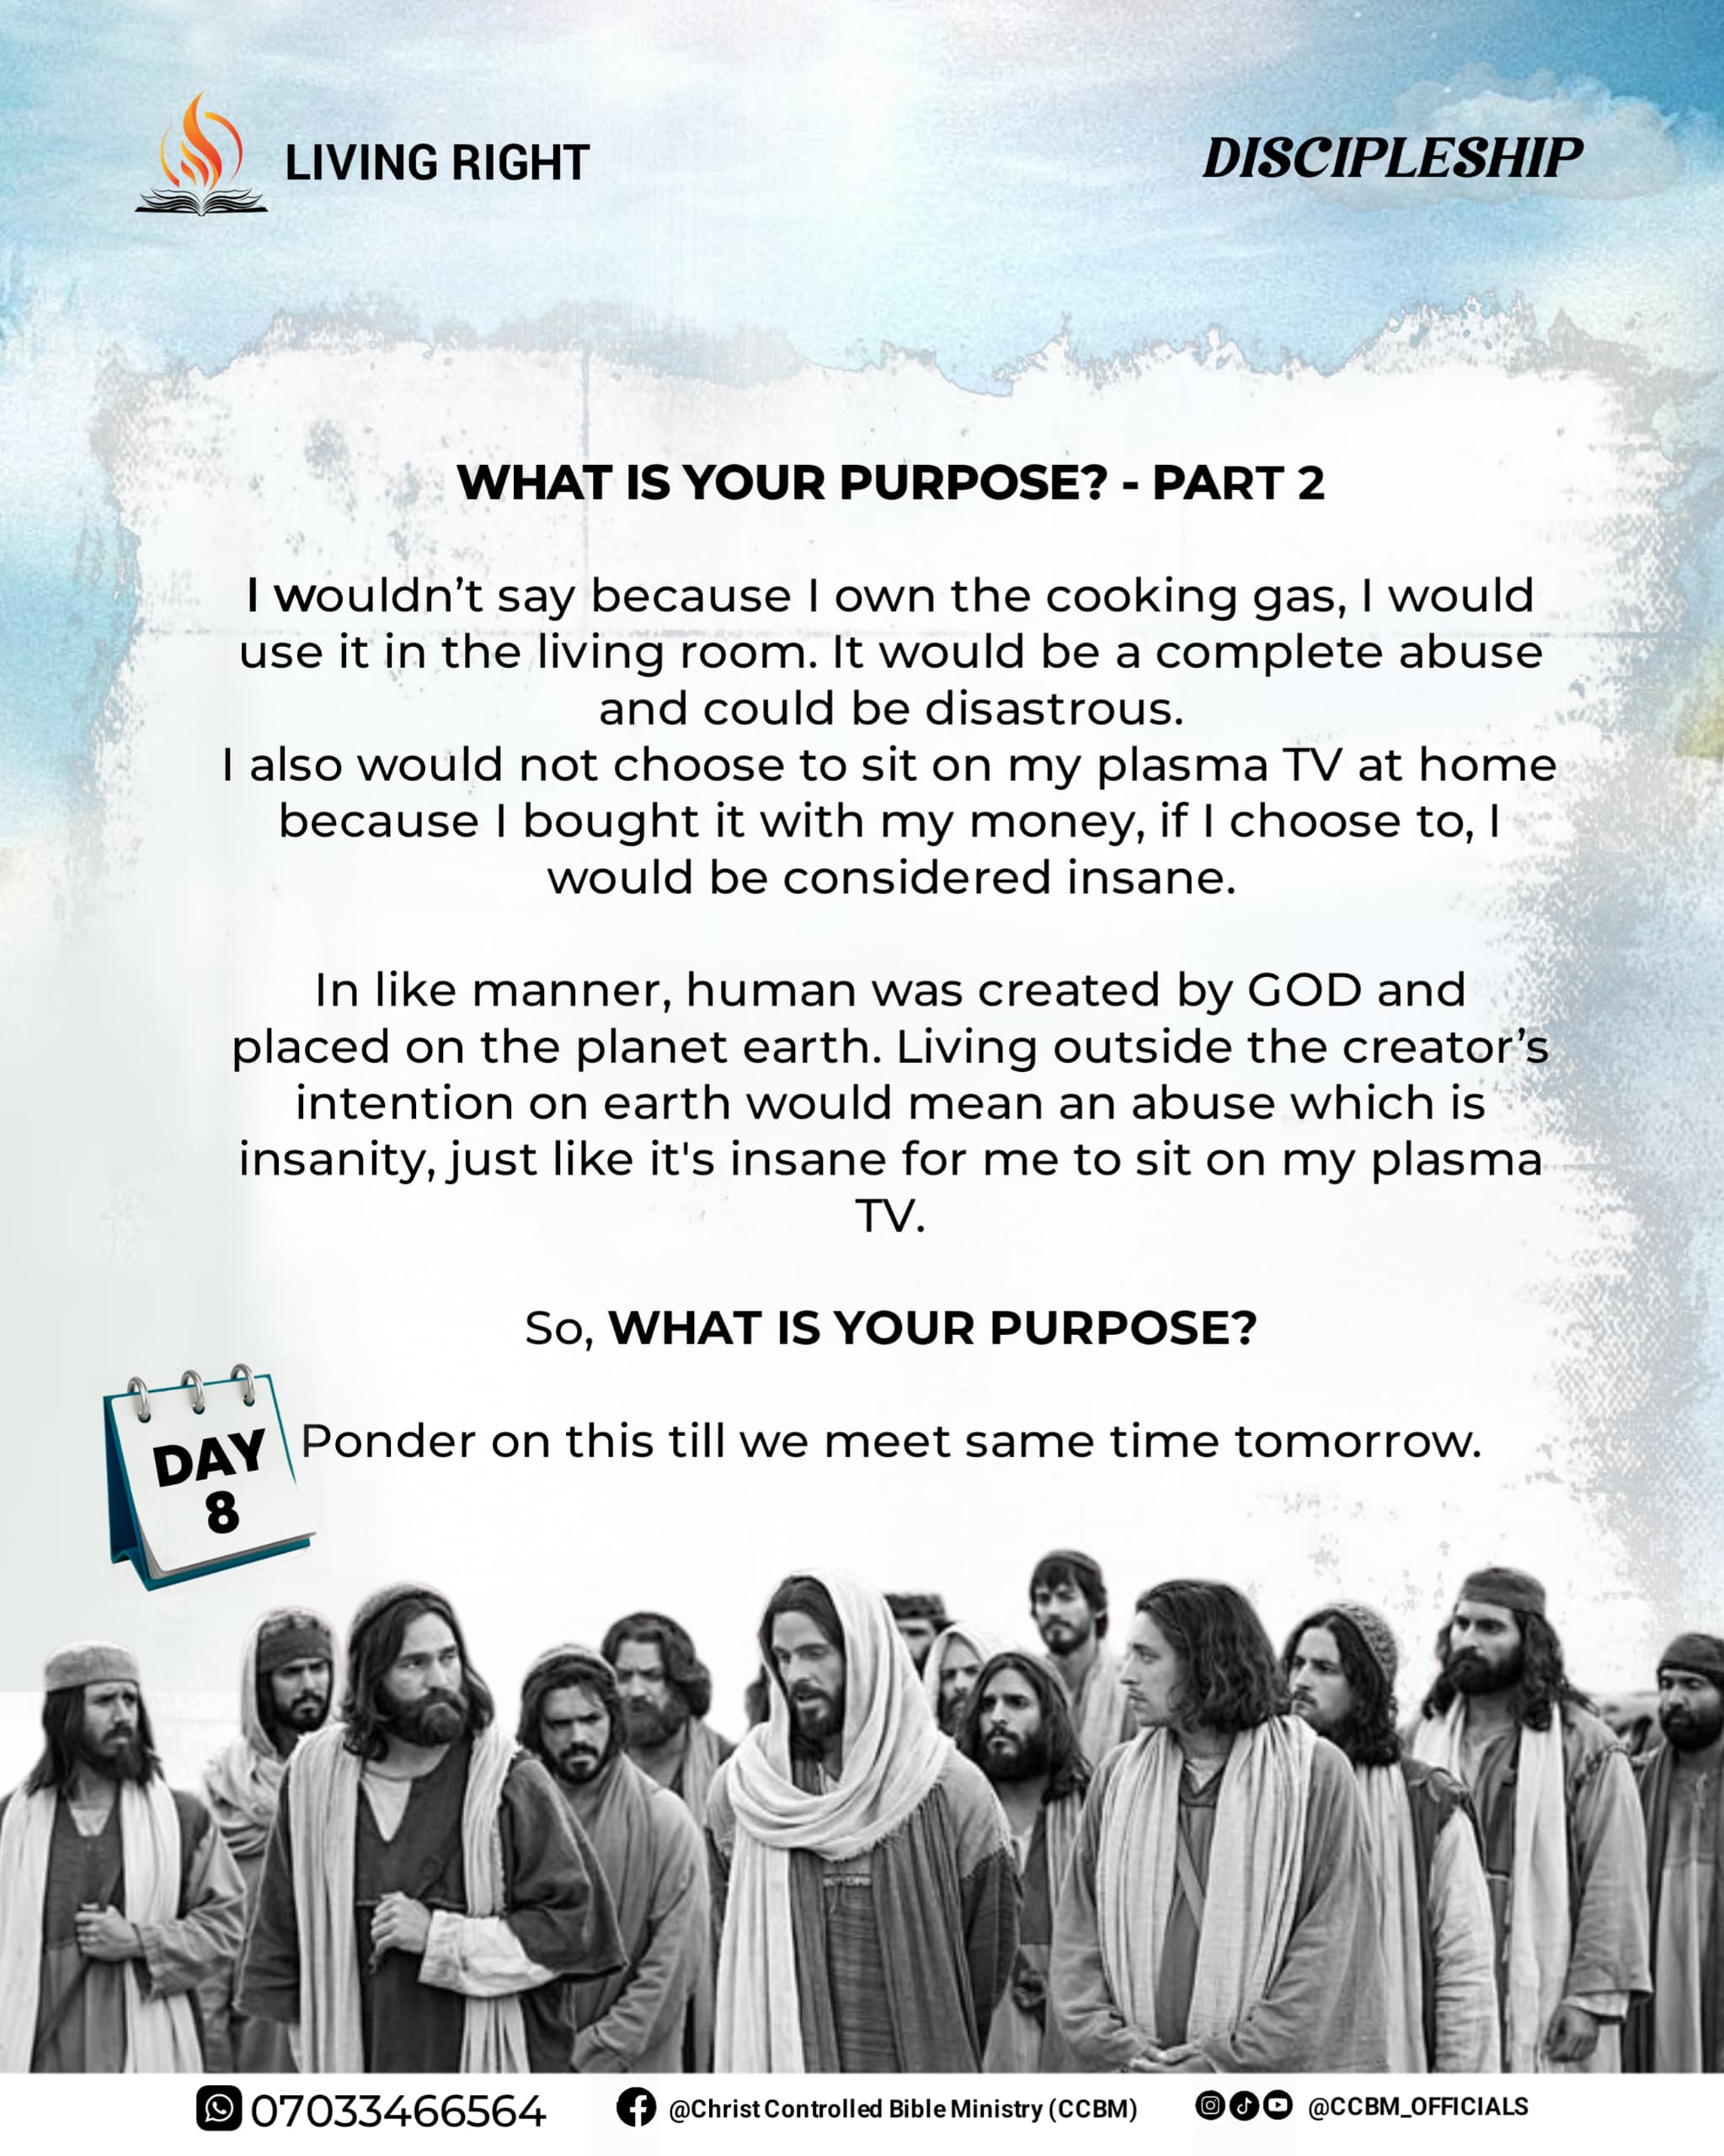 LIVING RIGHT
DISCIPLESHIP
WHAT IS YOUR PURPOSE? - PART 2
I wouldn’t say because I own the cooking gas, I would
use it in the living room. It would be a complete abuse
and could be disastrous.
I also would not choose to sit on my plasma TV at home
because I bought it with my money, if I choose to, I
would be considered insane.
In like manner, human was created by GOD and
placed on the planet earth. Living outside the creator’s
intention on earth would mean an abuse which is
insanity, just like it's insane for me to sit on my plasma
TV.
So, WHAT IS YOUR PURPOSE?
Ponder on this till we meet same time tomorrow.
DAY
8
07033466564
@Christ Controlled Bible Ministry (CCBM)
@CCBM_OFFICIALS